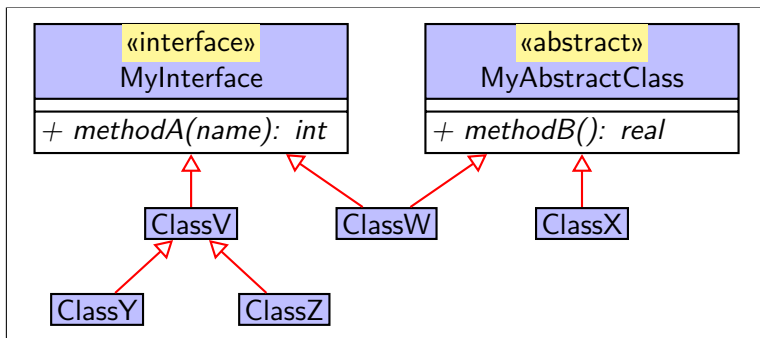 «interface»
MyInterface
+ methodA(name): int
«abstract»
MyAbstractClass
+ methodB(): real
ClassV
ClassW
ClassX
ClassY
ClassZ